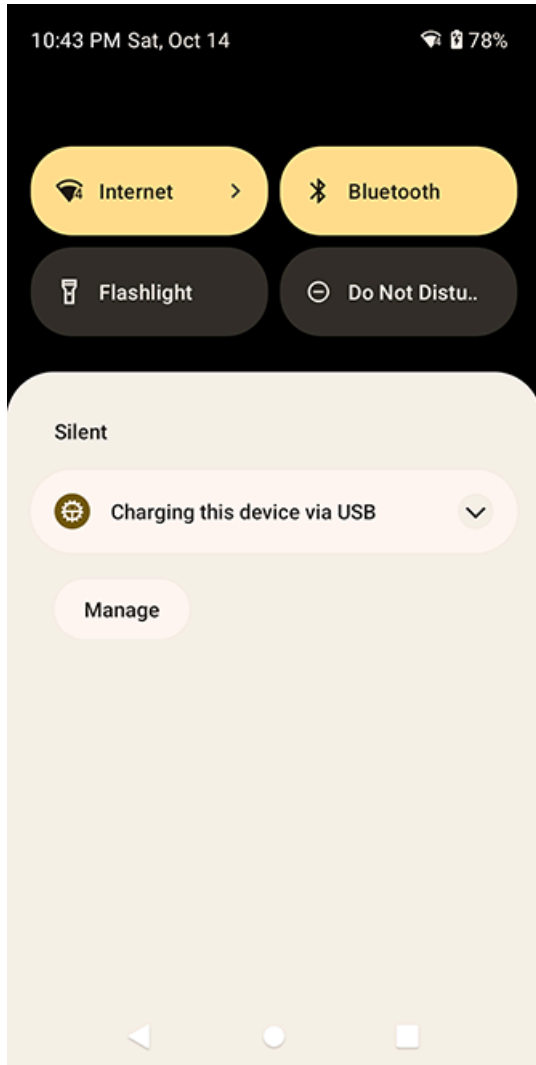 10:43 PM Sat, Oct 14 78%
Internet Bluetooth
Flashlight Do Not Distu..
Silent
Charging this device via USB
Manage